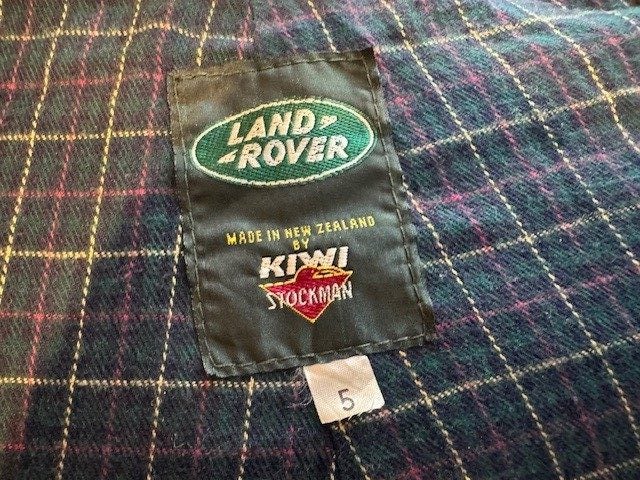 LAND
ROVER
MADE IN NEW ZEALAND
BY
KIWI
STOCKMAN
5